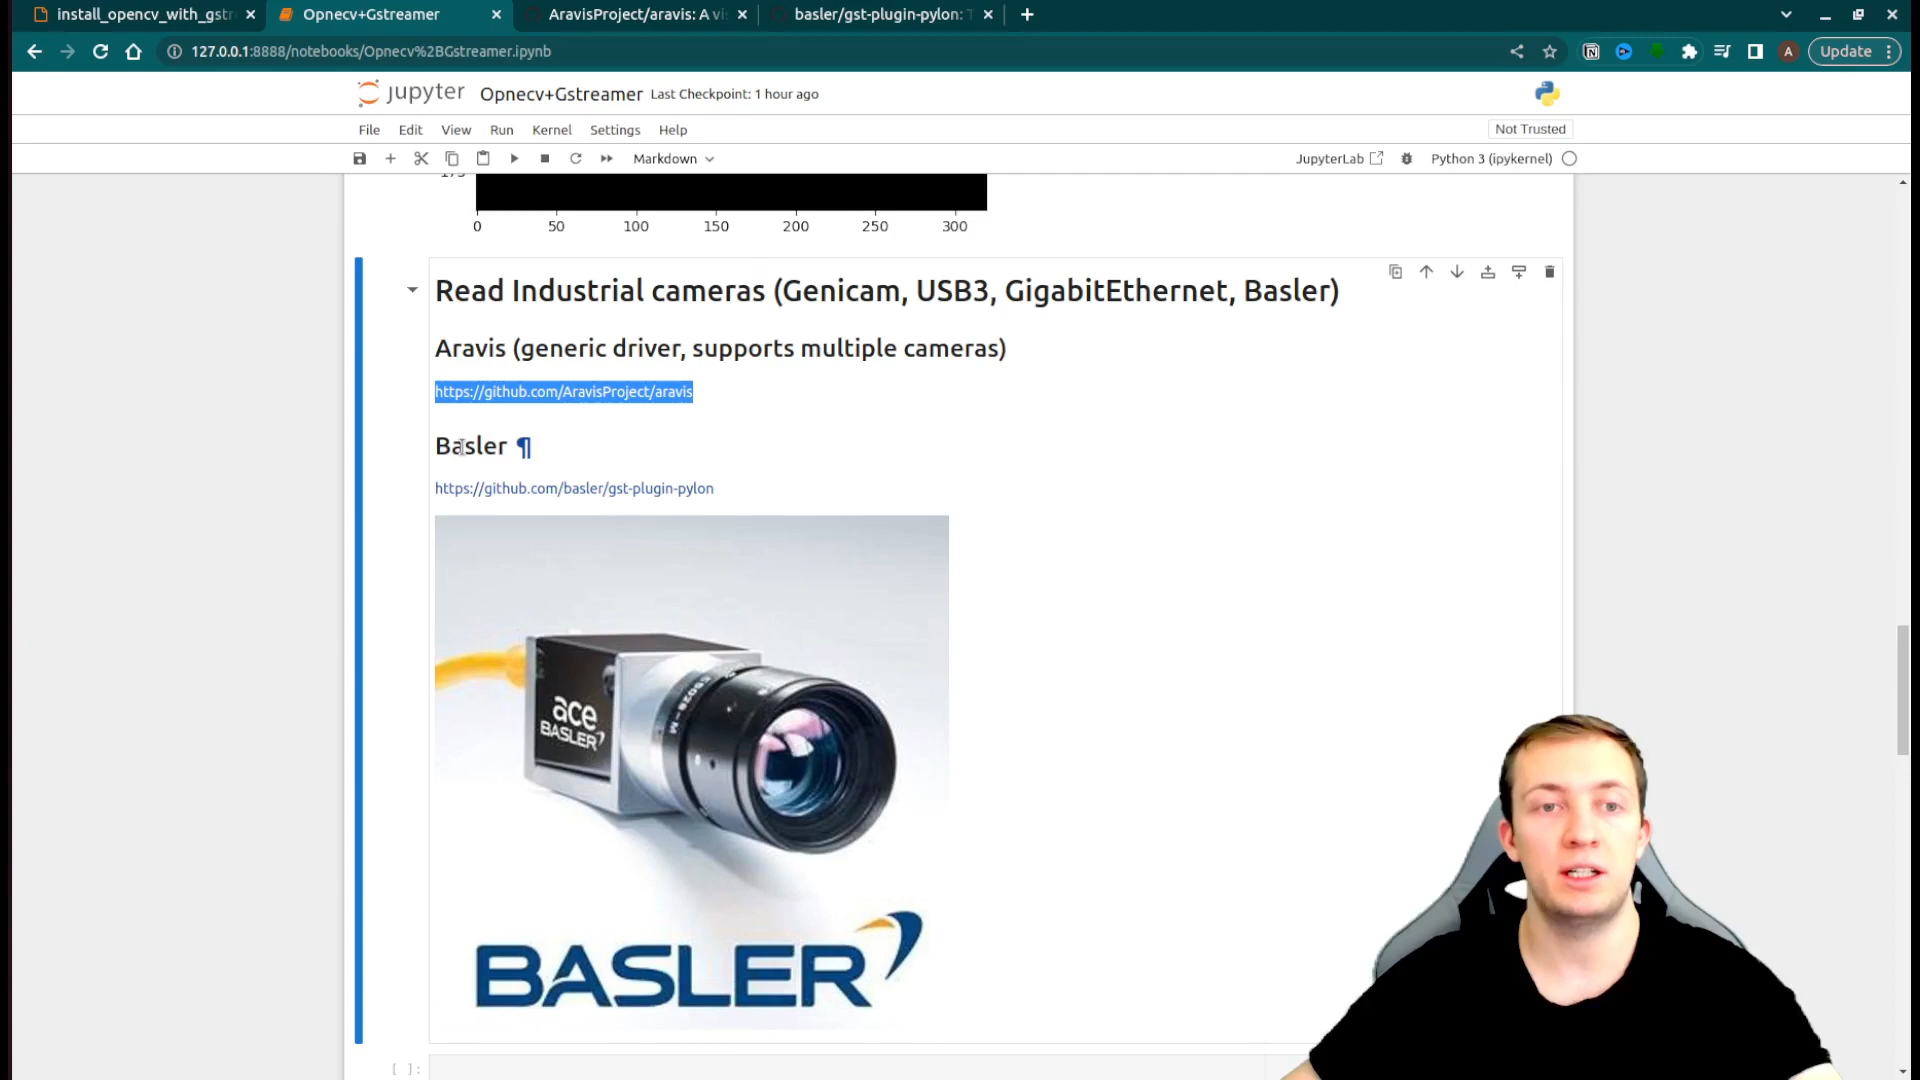 install_opencv_with_gstr
Opnecv+Gstreamer
AravisProject/aravis: A vis
basler/gst-plugin-pylon: T
127.0.0.1:8888/notebooks/Opnecv%2BGstreamer.ipynb
A
Update
jupyter
Opnecv+Gstreamer
Last Checkpoint: 1 hour ago
File Edit View Run Kernel Settings Help
Not Trusted
Markdown
JupyterLab
Python 3 (ipykernel)
175
0 50 100 150 200 250 300
Read Industrial cameras (Genicam, USB3, GigabitEthernet, Basler)
Aravis (generic driver, supports multiple cameras)
https://github.com/AravisProject/aravis
Basler ¶
https://github.com/basler/gst-plugin-pylon
ace
BASLER
BASLER
[ ]: